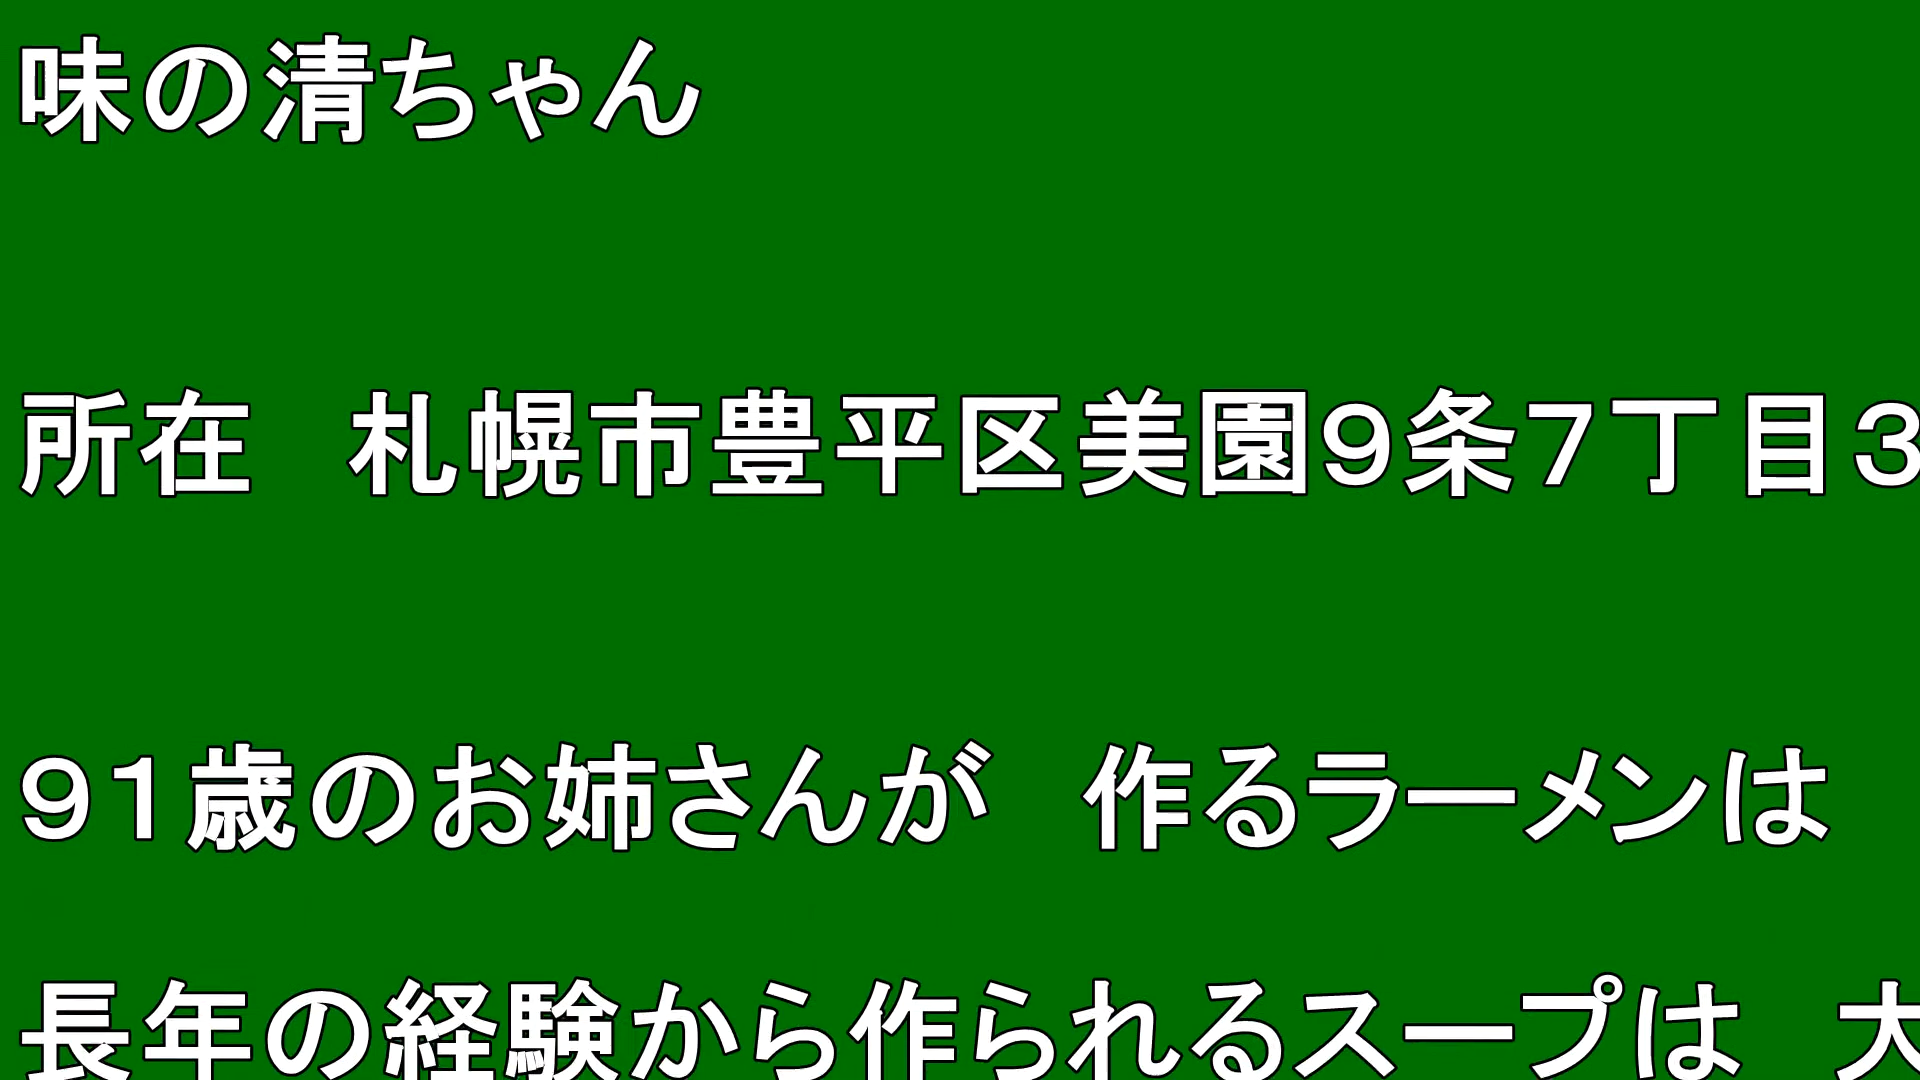 味の清ちゃん
所在　札幌市豊平区美園９条７丁目３
９１歳のお姉さんが　作るラーメンは
長年の経験から作られるスープは　大